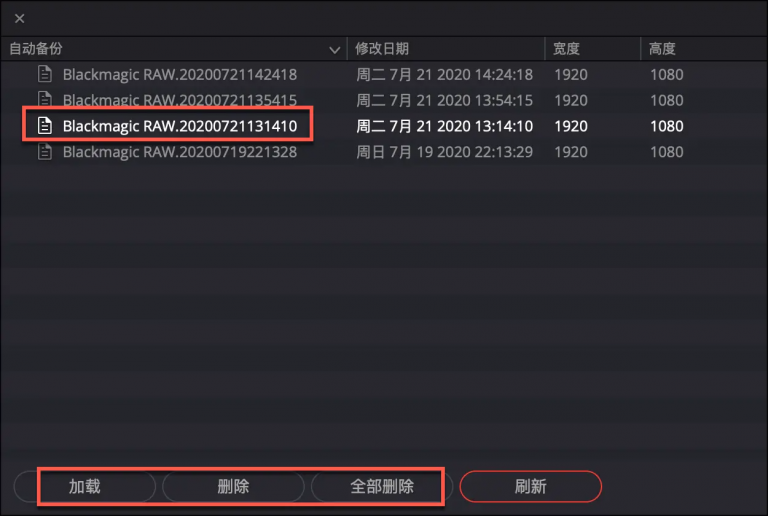 自动备份 修改日期 宽度 高度
Blackmagic RAW.20200721142418 周二 7月 21 2020 14:24:18 1920 1080
Blackmagic RAW.20200721135415 周二 7月 21 2020 13:54:15 1920 1080
Blackmagic RAW.20200721131410 周二 7月 21 2020 13:14:10 1920 1080
Blackmagic RAW.20200719221328 周日 7月 19 2020 22:13:29 1920 1080
加载 删除 全部删除 刷新